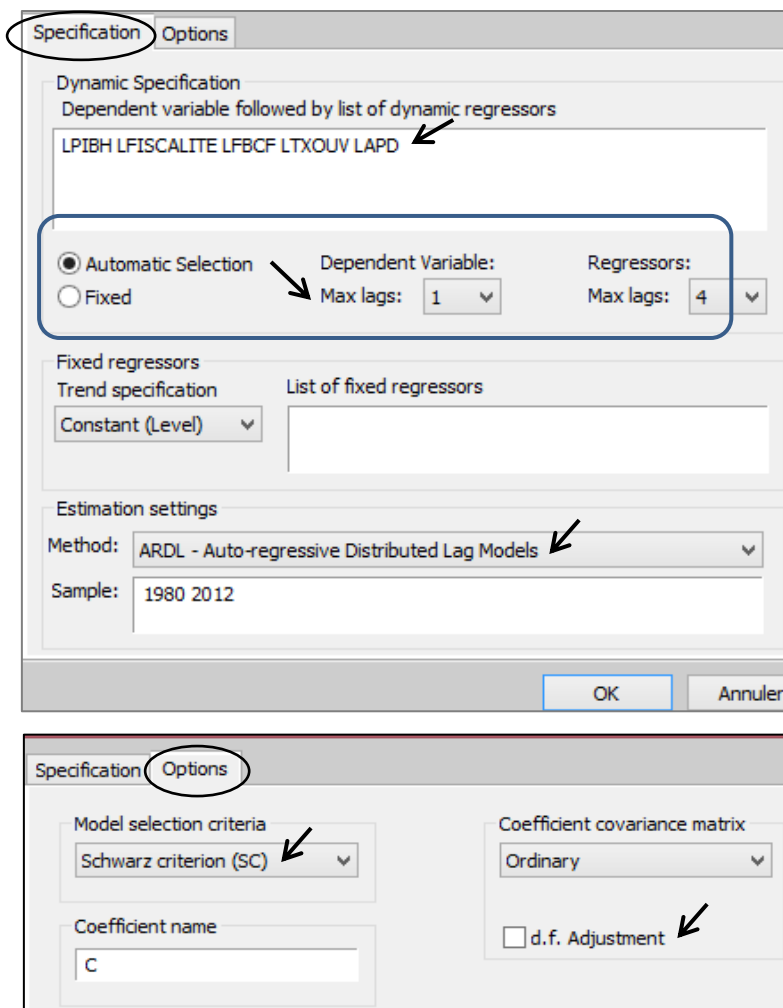 Specification Options
Dynamic Specification
Dependent variable followed by list of dynamic regressors
LPIBH LFISCALITE LFBCF LTXOUV LAPD
Automatic Selection
Fixed
Dependent Variable:
Max lags: 1
Regressors:
Max lags: 4
Fixed regressors
Trend specification
Constant (Level)
List of fixed regressors
Estimation settings
Method: ARDL - Auto-regressive Distributed Lag Models
Sample: 1980 2012
OK Annuler
Specification Options
Model selection criteria
Schwarz criterion (SC)
Coefficient name
C
Coefficient covariance matrix
Ordinary
d.f. Adjustment